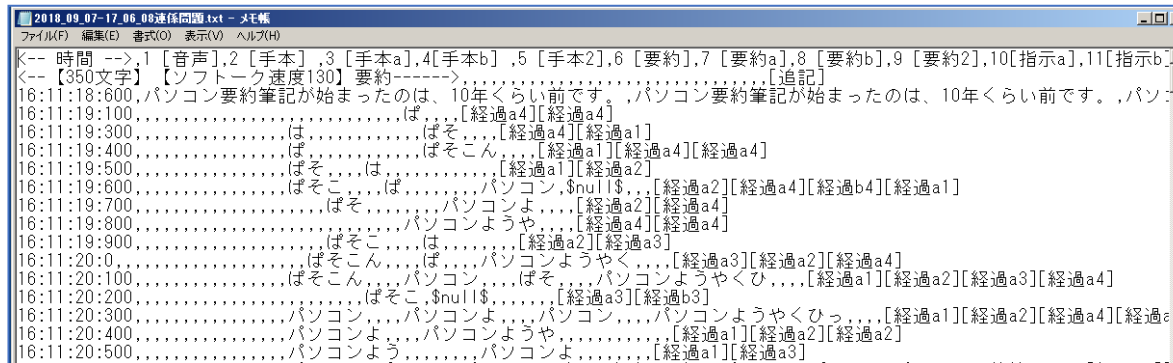 2018_09_07-17_06_08連係問題.txt - メモ帳
ファイル(F) 編集(E) 書式(O) 表示(V) ヘルプ(H)
<-- 時間 -->,1 [音声],2 [手本] ,3 [手本a],4[手本b] ,5 [手本2],6 [要約],7 [要約a],8 [要約b],9 [要約2],10[指示a],11[指示b]
<--【350文字】【ソフトーク速度130】要約------>,,,,,,,,,,,,,,,,,,,,,,,,,,,,,,,[追記]
16:11:18:600,パソコン要約筆記が始まったのは、10年くらい前です。,パソコン要約筆記が始まったのは、10年くらい前です。,パソ
16:11:19:100,,,,,,,,,,,,,,,,,,,,,,,,,,,,ぱ,,,,[経過a4][経過a4]
16:11:19:300,,,,,,,,,,,,,,,,は,,,,,,,,,,,,ぱそ,,,,[経過a4][経過a1]
16:11:19:400,,,,,,,,,,,,,,,,ぱ,,,,,,,,,,,,ぱそこん,,,,[経過a1][経過a4][経過a4]
16:11:19:500,,,,,,,,,,,,,,,,ぱそ,,,,は,,,,,,,,,,,,[経過a1][経過a2]
16:11:19:600,,,,,,,,,,,,,,,,ぱそこ,,,,ぱ,,,,,,,,パソコン,$null$,,,[経過a2][経過a4][経過b4][経過a1]
16:11:19:700,,,,,,,,,,,,,,,,,,,,ぱそ,,,,,,,,パソコンよ,,,,[経過a2][経過a4]
16:11:19:800,,,,,,,,,,,,,,,,,,,,,,,,,,,,パソコンようや,,,,[経過a4][経過a4]
16:11:19:900,,,,,,,,,,,,,,,,,,,,ぱそこ,,,,は,,,,,,,,[経過a2][経過a3]
16:11:20:0,,,,,,,,,,,,,,,,,,,,ぱそこん,,,,ぱ,,,,パソコンようやく,,,,[経過a3][経過a2][経過a4]
16:11:20:100,,,,,,,,,,,,,,,,ぱそこん,,,,パソコン,,,,ぱそ,,,,パソコンようやくひ,,,,[経過a1][経過a2][経過a3][経過a4]
16:11:20:200,,,,,,,,,,,,,,,,,,,,,,,,ぱそこ,$null$,,,,,,,[経過a3][経過b3]
16:11:20:300,,,,,,,,,,,,,,,,パソコン,,,,パソコンよ,,,,パソコン,,,,パソコンようやくひっ,,,,[経過a1][経過a2][経過a4][経過a
16:11:20:400,,,,,,,,,,,,,,,,パソコンよ,,,,パソコンようや,,,,,,,,,,,,[経過a1][経過a2][経過a2]
16:11:20:500,,,,,,,,,,,,,,,,パソコンよう,,,,,,,,パソコンよ,,,,,,,,[経過a1][経過a3]